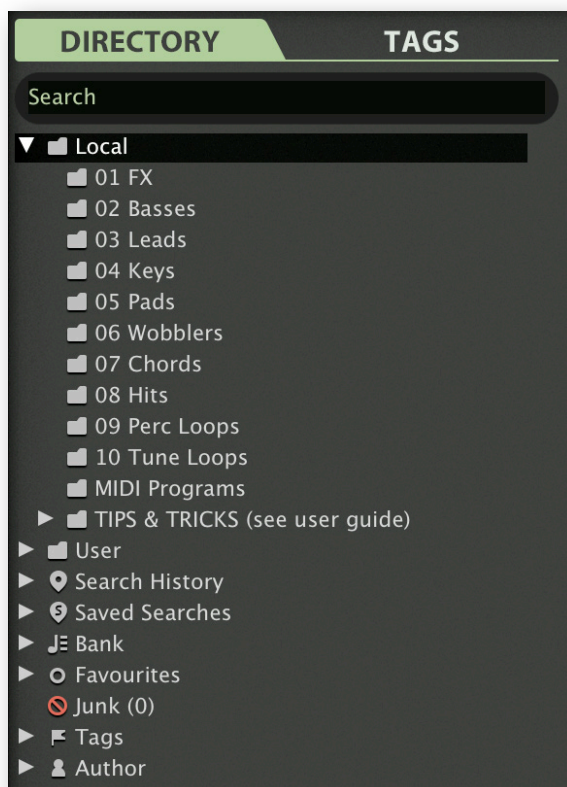 DIRECTORY TAGS
Search
Local
01 FX
02 Basses
03 Leads
04 Keys
05 Pads
06 Wobblers
07 Chords
08 Hits
09 Perc Loops
10 Tune Loops
MIDI Programs
TIPS & TRICKS (see user guide)
User
Search History
S Saved Searches
Bank
Favourites
Junk (0)
Tags
Author